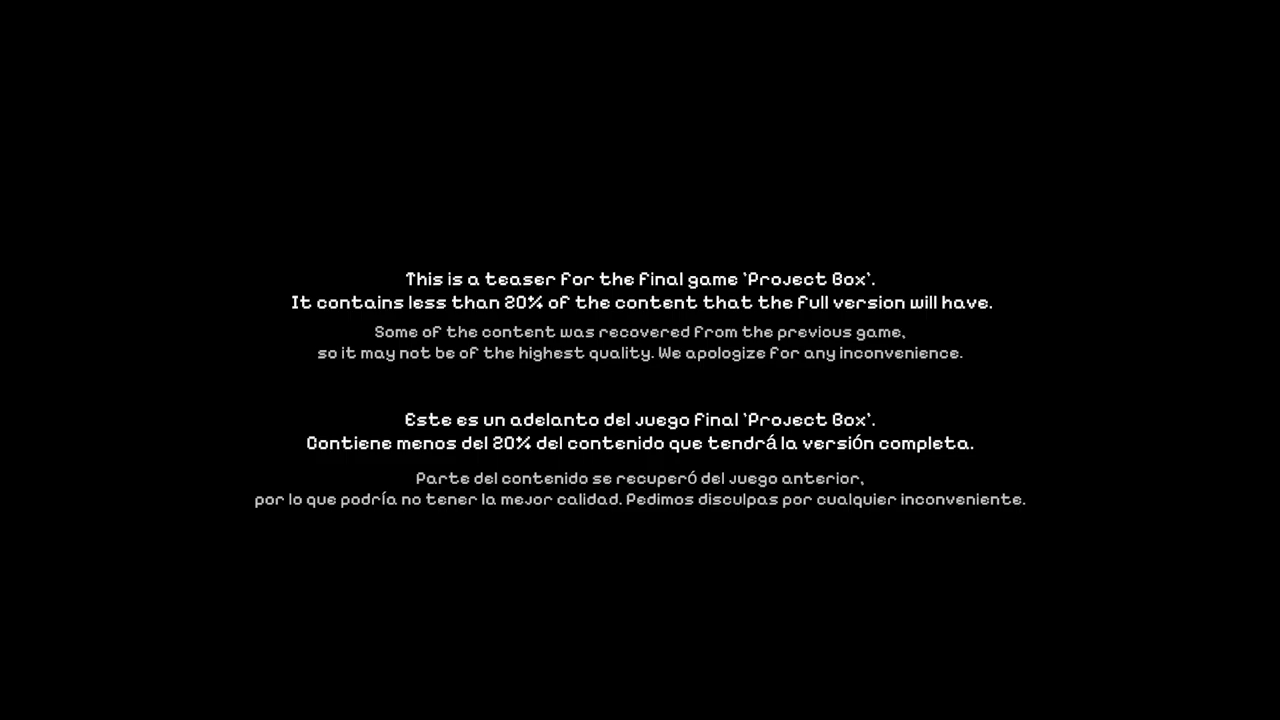 This is a teaser for the final game 'Project Box'.
It contains less than 20% of the content that the full version will have.
Some of the content was recovered from the previous game,
so it may not be of the highest quality. We apologize for any inconvenience.
Este es un adelanto del juego final 'Project Box'.
Contiene menos del 20% del contenido que tendrá la versión completa.
Parte del contenido se recuperó del juego anterior,
por lo que podría no tener la mejor calidad. Pedimos disculpas por cualquier inconveniente.